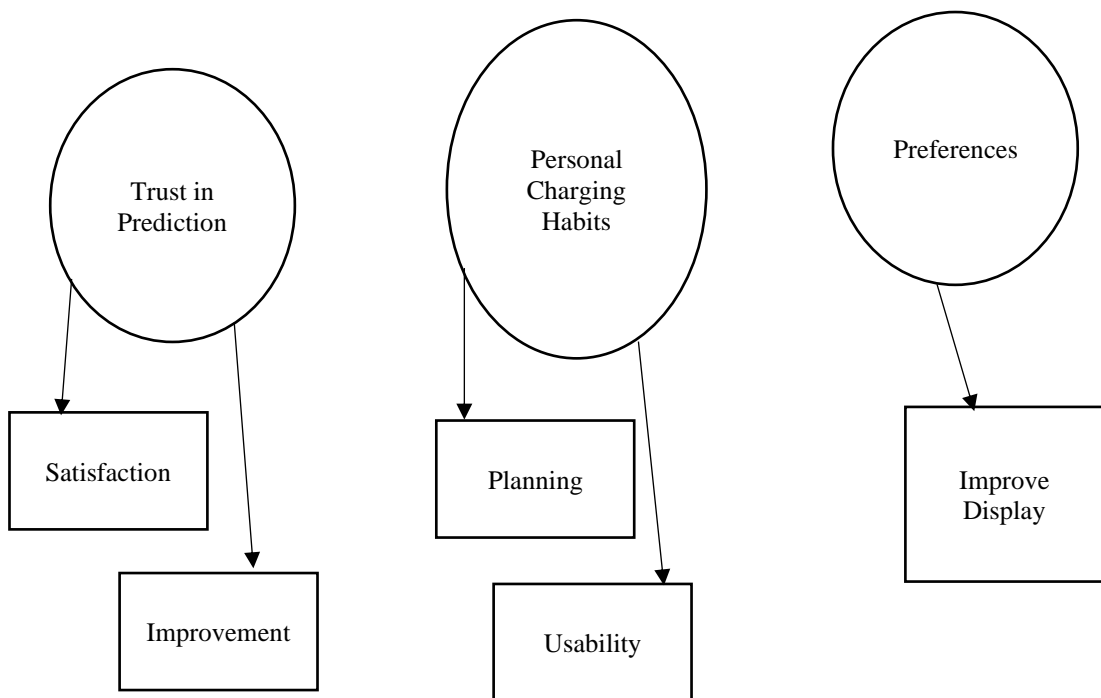 Trust in
Prediction
Personal
Charging
Habits
Preferences
Satisfaction
Improvement
Planning
Usability
Improve
Display